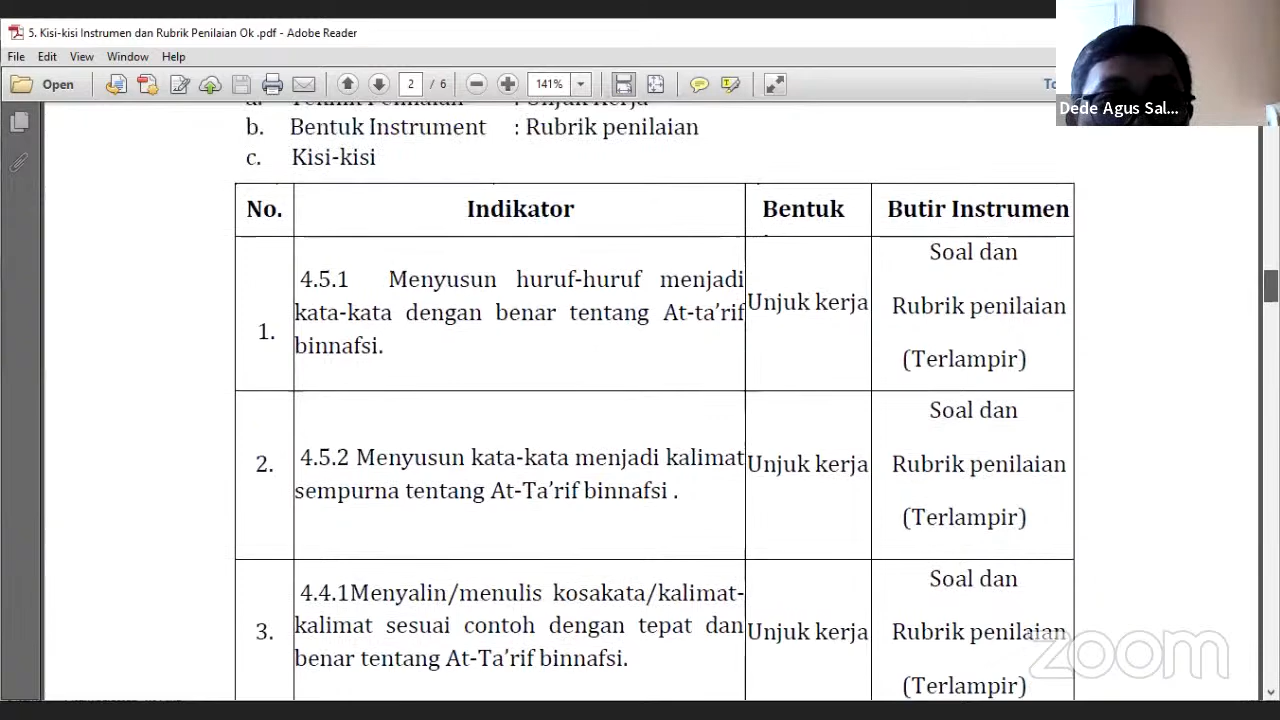 5. Kisi-kisi Instrumen dan Rubrik Penilaian Ok .pdf - Adobe Reader
File Edit View Window Help
Open 2 / 6 141% To
Dede Agus Sal...
b. Bentuk Instrument : Rubrik penilaian
c. Kisi-kisi
No. Indikator Bentuk Butir Instrumen
1.
4.5.1 Menyusun huruf-huruf menjadi
kata-kata dengan benar tentang At-ta’rif
binnafsi.
Unjuk kerja
Soal dan
Rubrik penilaian
(Terlampir)
2.
4.5.2 Menyusun kata-kata menjadi kalimat
sempurna tentang At-Ta’rif binnafsi .
Unjuk kerja
Soal dan
Rubrik penilaian
(Terlampir)
3.
4.4.1Menyalin/menulis kosakata/kalimat-
kalimat sesuai contoh dengan tepat dan
benar tentang At-Ta’rif binnafsi.
Unjuk kerja
Soal dan
Rubrik penilaian
(Terlampir)
zoom